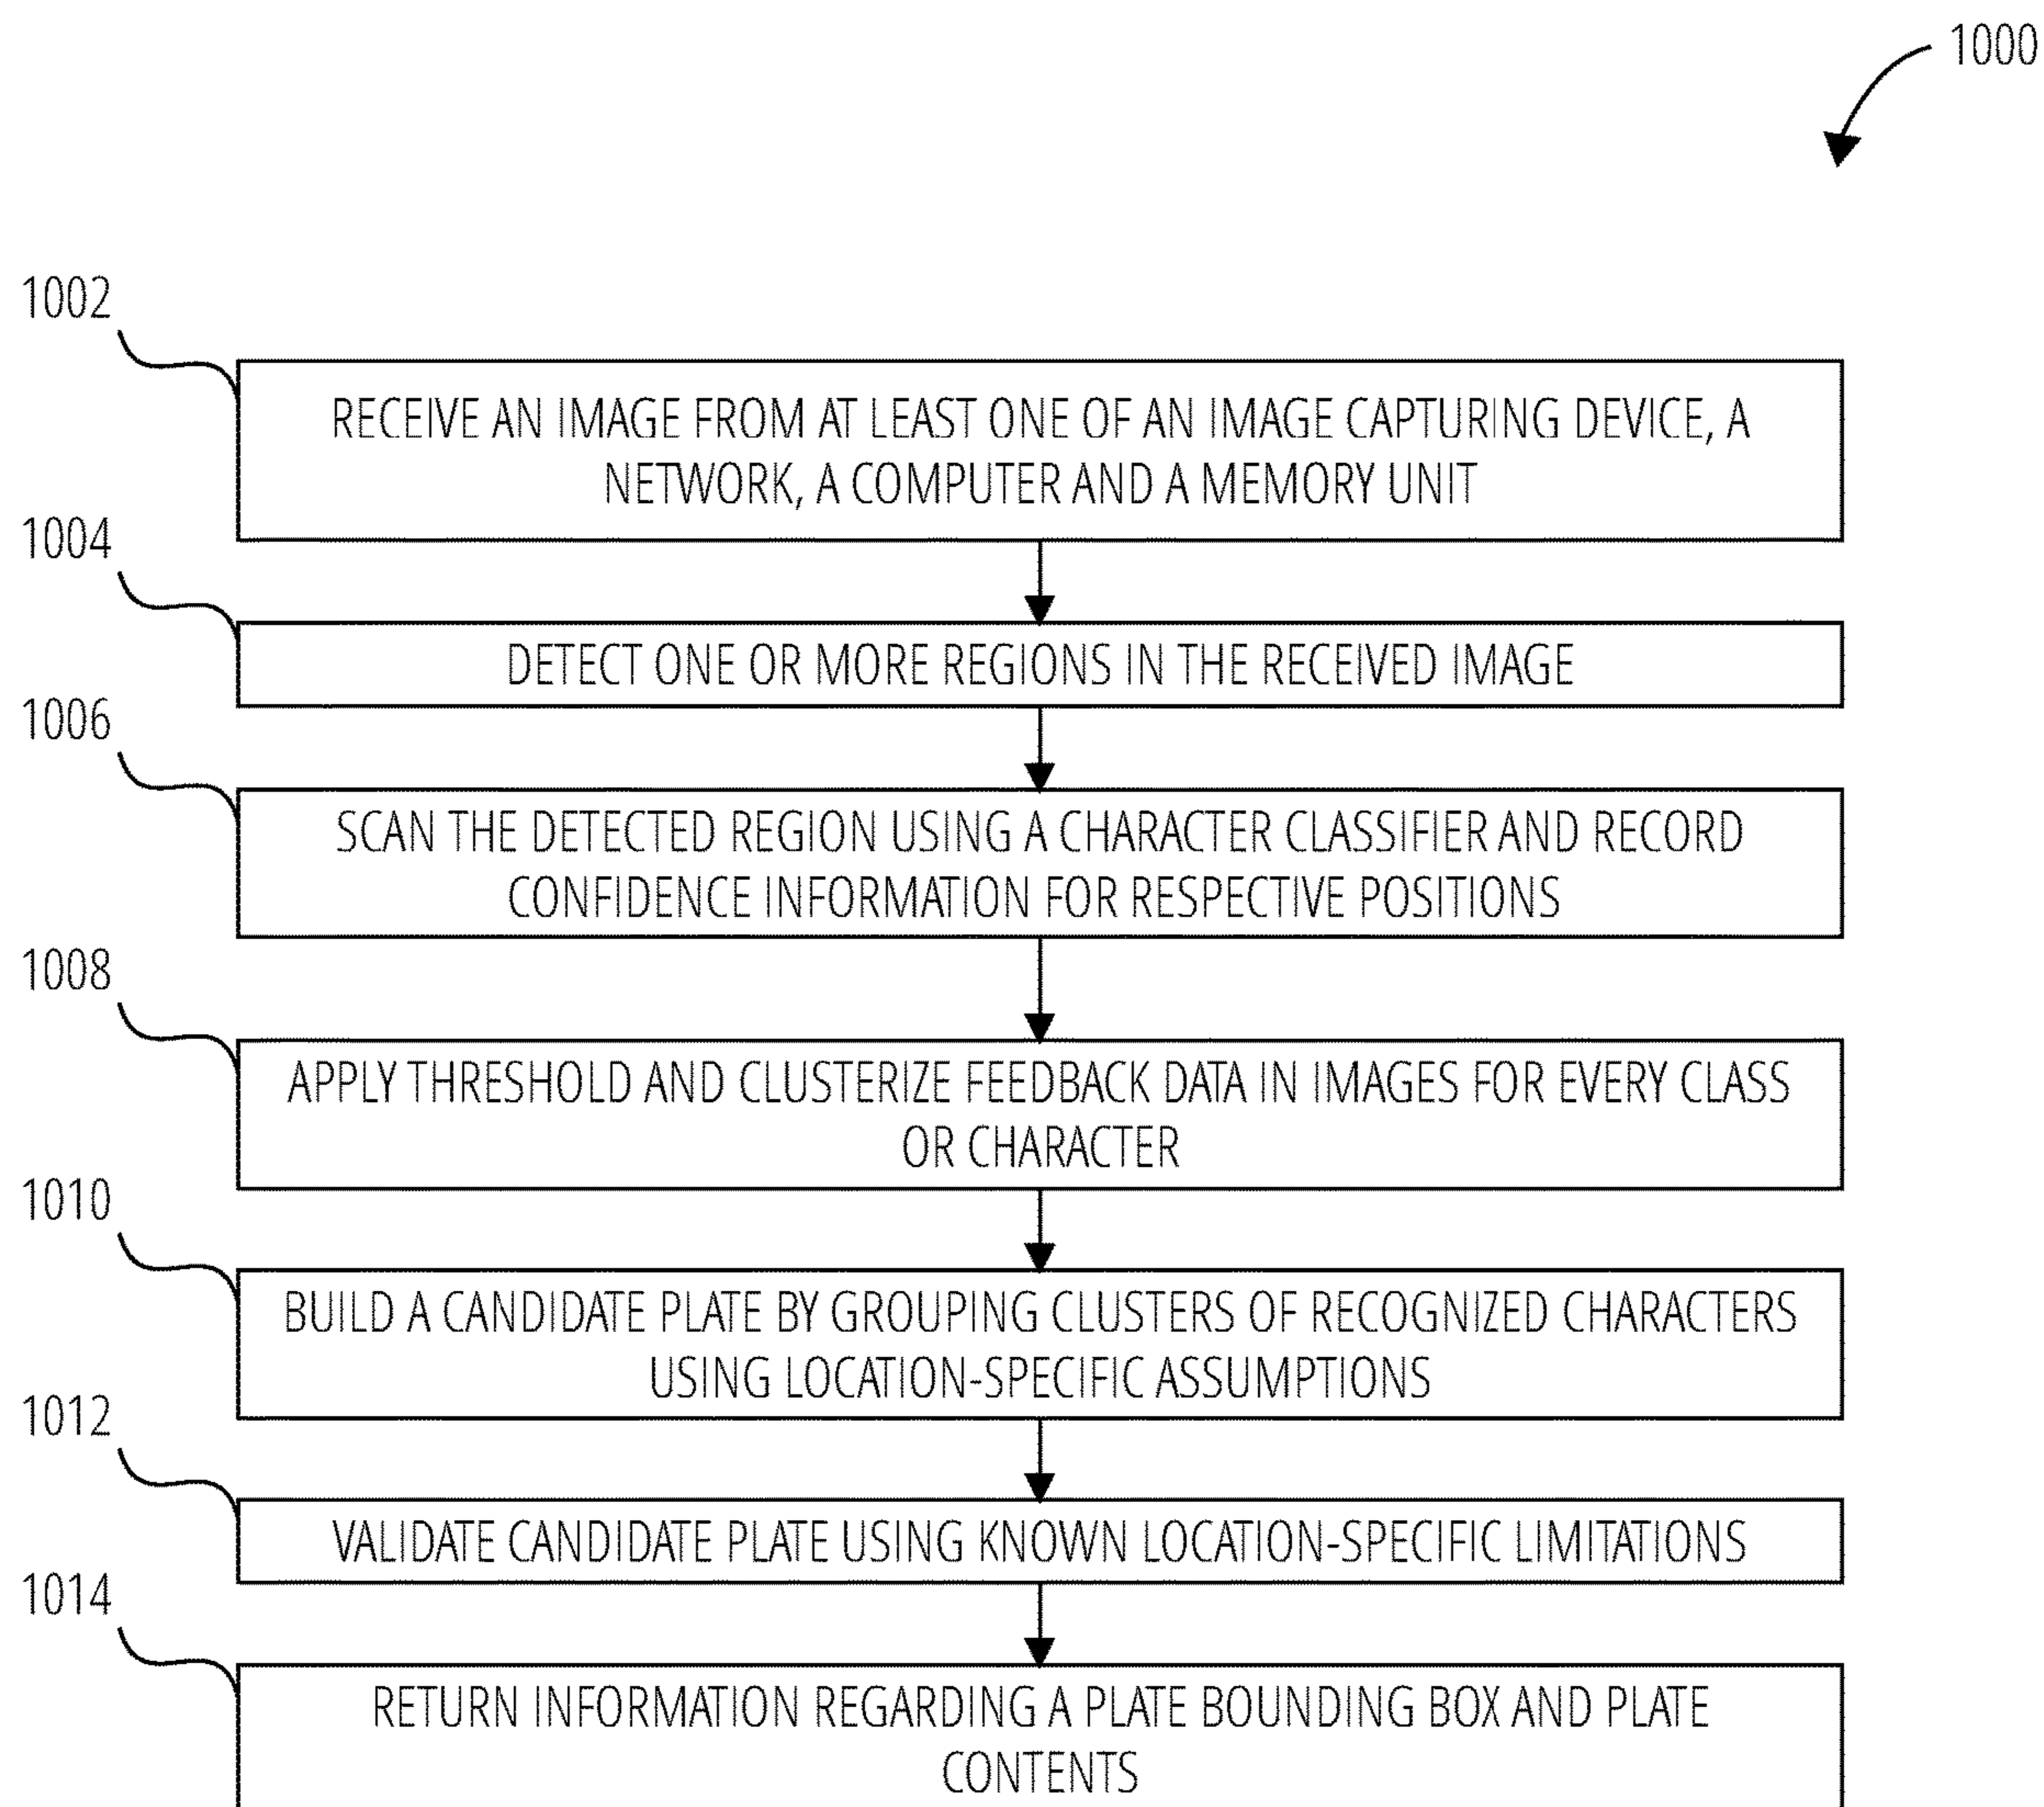 1000
1002
RECEIVE AN IMAGE FROM AT LEAST ONE OF AN IMAGE CAPTURING DEVICE, A
NETWORK, A COMPUTER AND A MEMORY UNIT
1004
DETECT ONE OR MORE REGIONS IN THE RECEIVED IMAGE
1006
SCAN THE DETECTED REGION USING A CHARACTER CLASSIFIER AND RECORD
CONFIDENCE INFORMATION FOR RESPECTIVE POSITIONS
1008
APPLY THRESHOLD AND CLUSTERIZE FEEDBACK DATA IN IMAGES FOR EVERY CLASS
OR CHARACTER
1010
BUILD A CANDIDATE PLATE BY GROUPING CLUSTERS OF RECOGNIZED CHARACTERS
USING LOCATION-SPECIFIC ASSUMPTIONS
1012
VALIDATE CANDIDATE PLATE USING KNOWN LOCATION-SPECIFIC LIMITATIONS
1014
RETURN INFORMATION REGARDING A PLATE BOUNDING BOX AND PLATE
CONTENTS